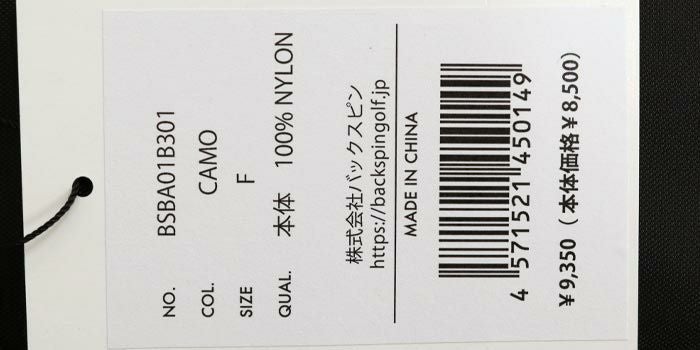 NO. BSBA01B301
COL. CAMO
SIZE F
QUAL. 本体 100% NYLON
株式会社バックスピン
https://backspingolf.jp
MADE IN CHINA
4 571521 450149
¥9,350（本体価格¥8,500）